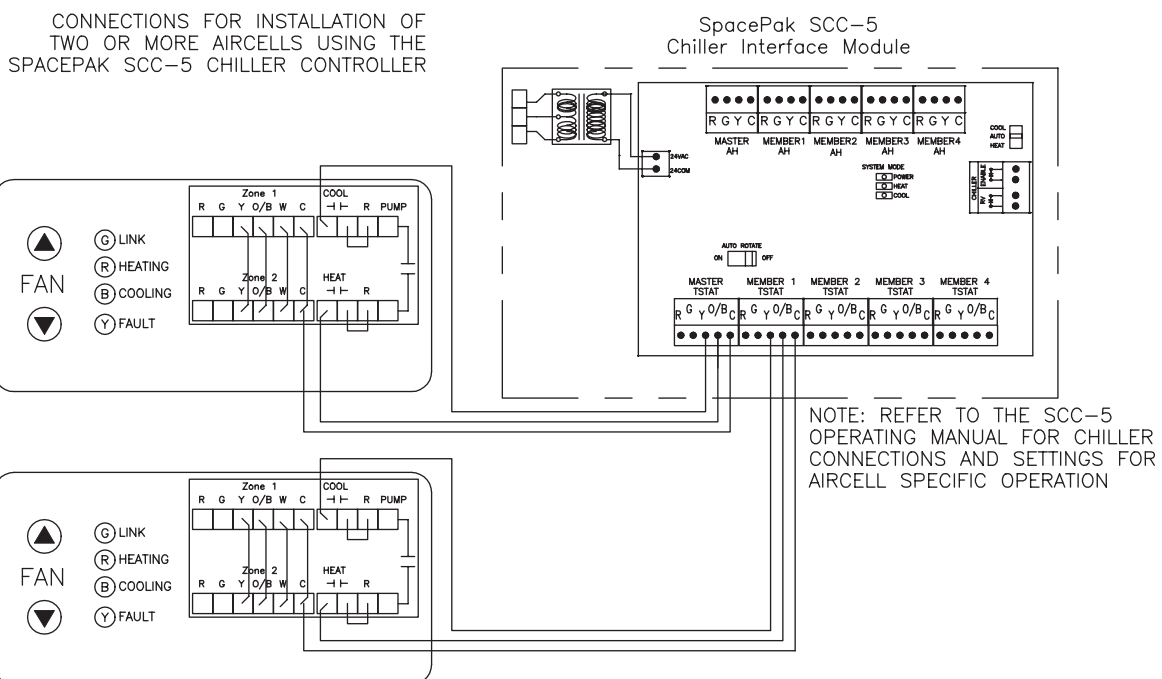 CONNECTIONS FOR INSTALLATION OF
TWO OR MORE AIRCELLS USING THE
SPACEPAK SCC-5 CHILLER CONTROLLER
SpacePak SCC-5
Chiller Interface Module
R G Y C R G Y C R G Y C R G Y C R G Y C
MASTER AH
MEMBER1 AH
MEMBER2 AH
MEMBER3 AH
MEMBER4 AH
COOL
AUTO
HEAT
24VAC
24COM
SYSTEM MODE
POWER
HEAT
COOL
CHILLER
ENABLE
RV
AUTO ROTATE
ON OFF
MASTER TSTAT
MEMBER 1 TSTAT
MEMBER 2 TSTAT
MEMBER 3 TSTAT
MEMBER 4 TSTAT
R G Y O/B C R G Y O/B C R G Y O/B C R G Y O/B C R G Y O/B C
Zone 1 COOL
R G Y O/B W C ⊣⊢ R PUMP
FAN
G LINK
R HEATING
B COOLING
Y FAULT
Zone 2 HEAT
R G Y O/B W C ⊣⊢ R
NOTE: REFER TO THE SCC-5
OPERATING MANUAL FOR CHILLER
CONNECTIONS AND SETTINGS FOR
AIRCELL SPECIFIC OPERATION
Zone 1 COOL
R G Y O/B W C ⊣⊢ R PUMP
FAN
G LINK
R HEATING
B COOLING
Y FAULT
Zone 2 HEAT
R G Y O/B W C ⊣⊢ R